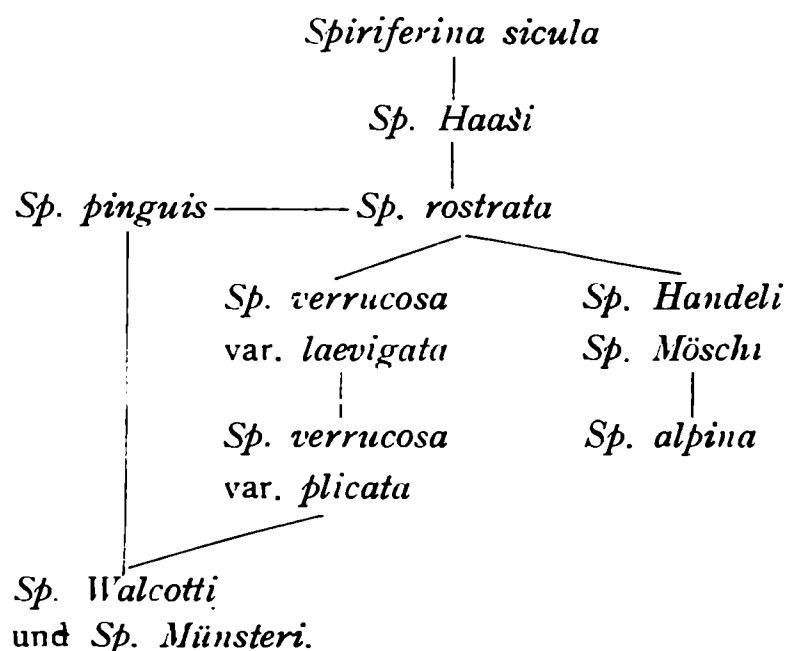 Spiriferina sicula
Sp. Haasi
Sp. pinguis Sp. rostrata
Sp. verrucosa Sp. Handeli
var. laevigata Sp. Möschi
Sp. verrucosa Sp. alpina
var. plicata
Sp. Walcotti
und Sp. Münsteri.